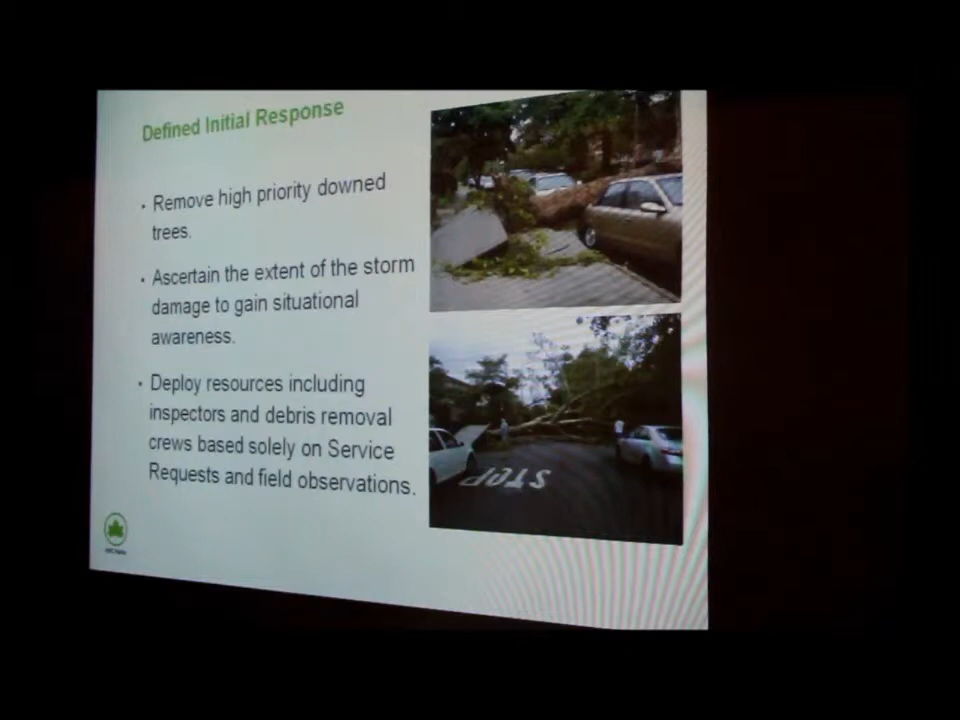 Defined Initial Response
• Remove high priority downed
trees.
• Ascertain the extent of the storm
damage to gain situational
awareness.
• Deploy resources including
inspectors and debris removal
crews based solely on Service
Requests and field observations.
STOP